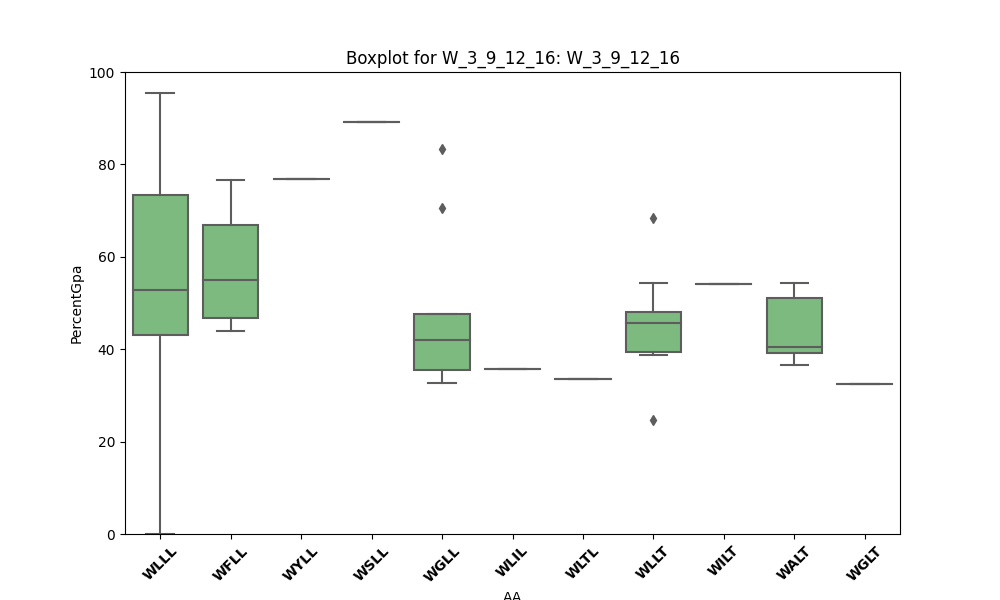 Boxplot for W_3_9_12_16: W_3_9_12_16
100
80
60
40
20
0
PercentGpa
WLLL
WFLL
WYLL
WSLL
WGLL
WLIL
WLTL
WLLT
WILT
WALT
WGLT
AA